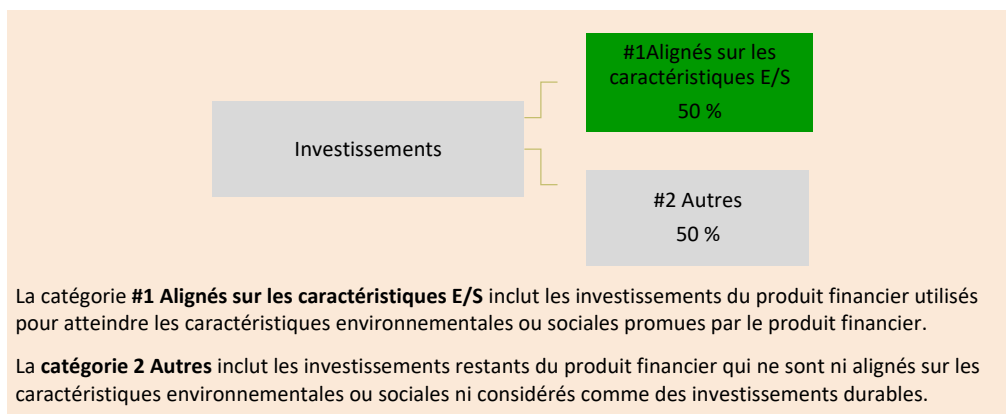 #1Alignés sur les
caractéristiques E/S
50 %
Investissements
#2 Autres
50 %
La catégorie #1 Alignés sur les caractéristiques E/S inclut les investissements du produit financier utilisés
pour atteindre les caractéristiques environnementales ou sociales promues par le produit financier.
La catégorie 2 Autres inclut les investissements restants du produit financier qui ne sont ni alignés sur les
caractéristiques environnementales ou sociales ni considérés comme des investissements durables.